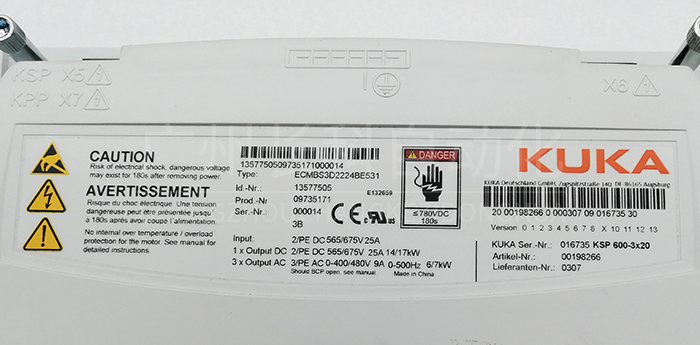 KSP X5
KPP X7
X6
CAUTION
Risk of electrical shock, dangerous voltage
may exist for 180s after removing power.
AVERTISSEMENT
Risque du choc électrique. Une tension
dangereuse peut être présentée jusqu'à
à 180s après avoir coupé l'alimentation.
No internal over temperature or overload
protection for the motor. See manual for
details.
1357750509735171000014
Type: ECMBS3D2224BE531
Id.-Nr: 13577505
Prod.-Nr 09735171
Ser.: 000014
3B
E132659
≤780VDC
180s
Input: 2/PE DC 565/675V 25A
1 x Output DC 2/PE DC 565/675V 25A 14/17kW
3 x Output AC 3/PE AC 0-400/480V 9A 0-500Hz 6/7kW
Should BCP open, see manual. Made in China
KUKA
KUKA Deutschland GmbH, Zugspitzstraße 140, DE-86165 Augsburg
20 00198266 0 000307 09 016735 30
Version 0 1 2 3 4 5 6 7 8 X 10 11 12 13
KUKA Ser.-Nr.: 016735 KSP 600-3x20
Artikel-Nr.: 00198266
Lieferanten-Nr.: 0307